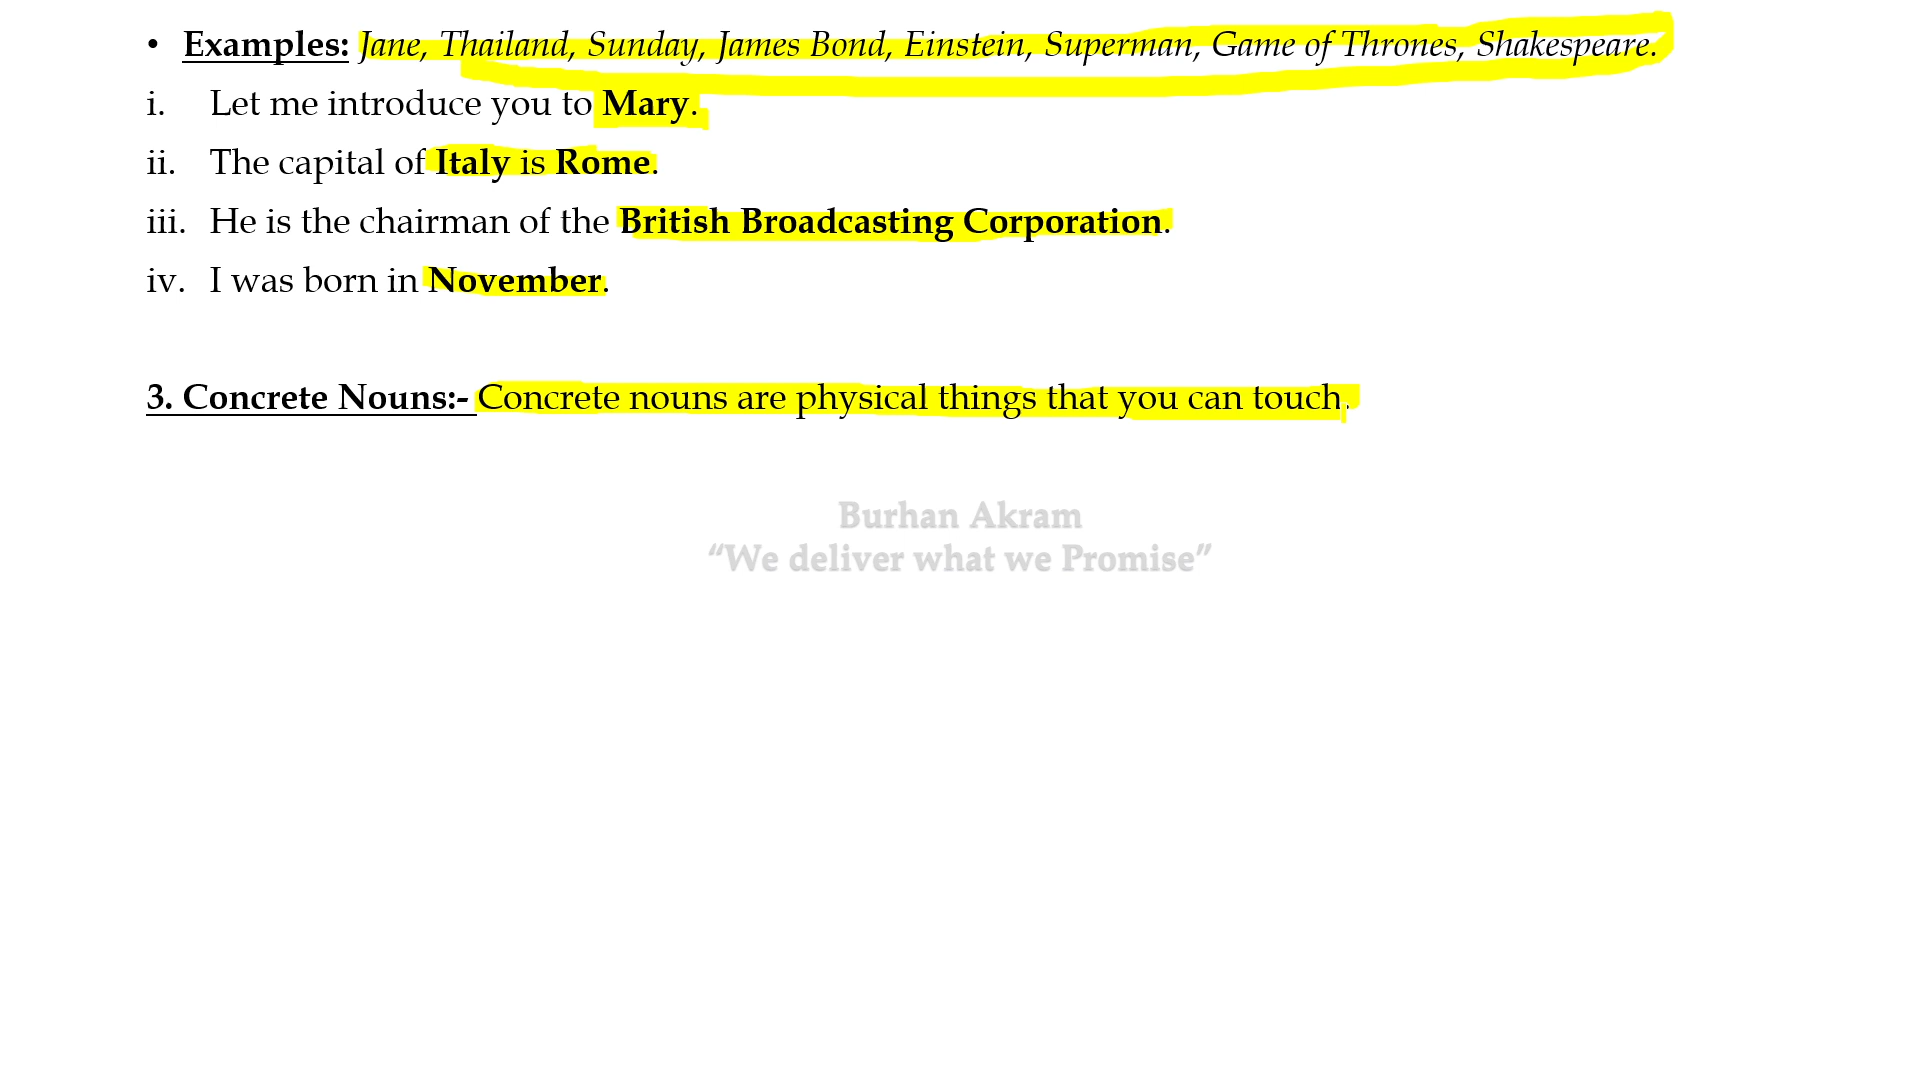 • Examples: Jane, Thailand, Sunday, James Bond, Einstein, Superman, Game of Thrones, Shakespeare.
i. Let me introduce you to Mary.
ii. The capital of Italy is Rome.
iii. He is the chairman of the British Broadcasting Corporation.
iv. I was born in November.
3. Concrete Nouns:- Concrete nouns are physical things that you can touch.
Burhan Akram
“We deliver what we Promise”